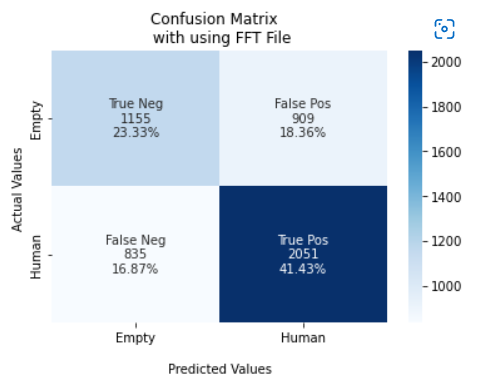 Confusion Matrix
with using FFT File
True Neg
1155
23.33%
False Pos
909
18.36%
False Neg
835
16.87%
True Pos
2051
41.43%
Empty
Human
Actual Values
Empty
Human
Predicted Values
2000
1800
1600
1400
1200
1000